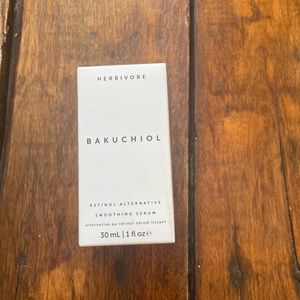 HERBIVORE
BAKUCHIOL
RETINOL ALTERNATIVE
SMOOTHING SERUM
alternative au rétinol sérum lissant
30 mL | 1 fl oz ℮